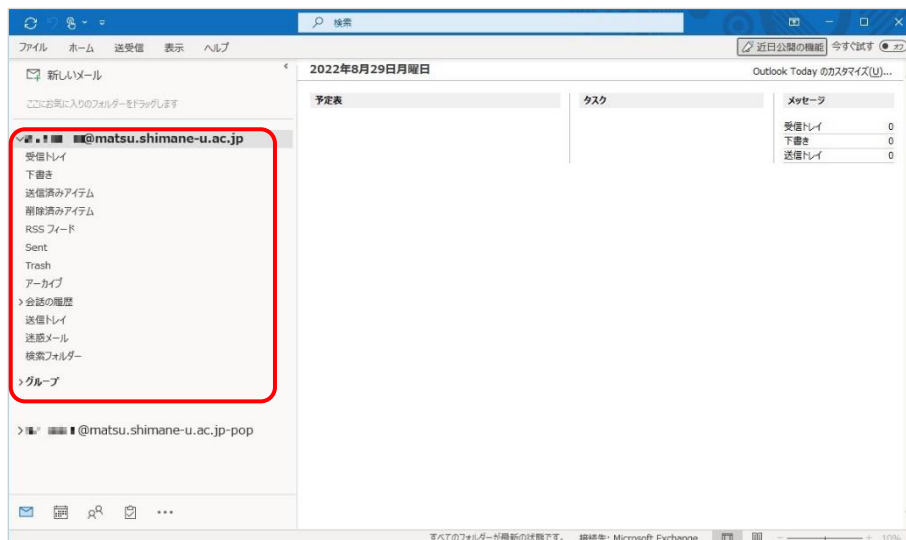 検索
ファイル ホーム 送受信 表示 ヘルプ
近日公開の機能 今すぐ試す オフ
新しいメール
2022年8月29日月曜日
Outlook Today のカスタマイズ(U)...
ここにお気に入りのフォルダーをドラッグします
予定表 タスク メッセージ
受信トレイ 0
下書き 0
送信トレイ 0
@matsu.shimane-u.ac.jp
受信トレイ
下書き
送信済みアイテム
削除済みアイテム
RSS フィード
Sent
Trash
アーカイブ
会話の履歴
送信トレイ
迷惑メール
検索フォルダー
グループ
@matsu.shimane-u.ac.jp-pop
すべてのフォルダーが最新の状態です。 接続先: Microsoft Exchange 10%